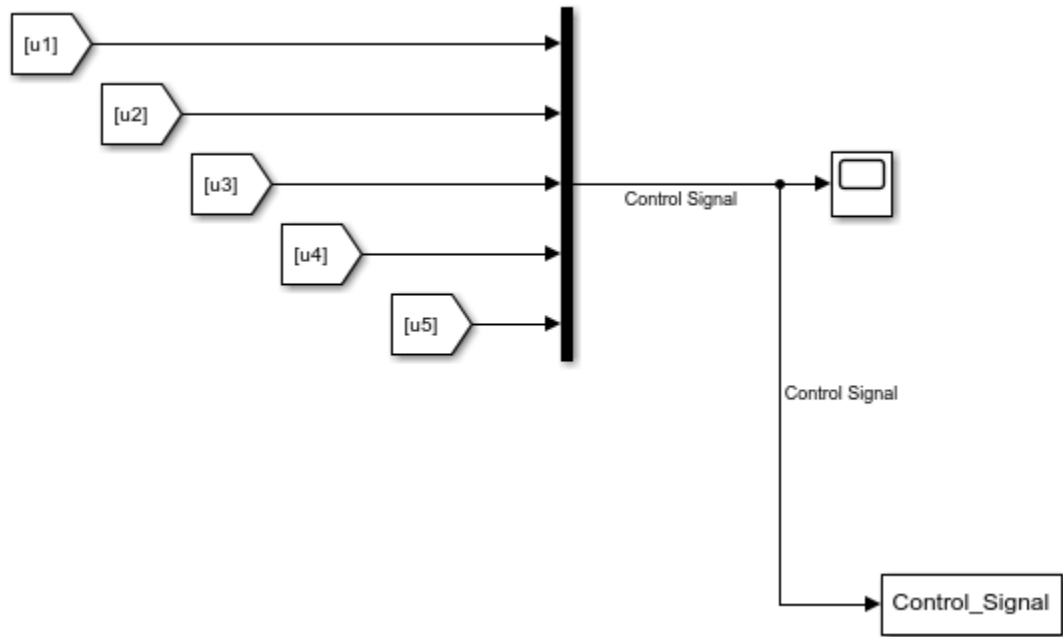 [u1]
[u2]
[u3]
Control Signal
[u4]
[u5]
Control Signal
Control_Signal